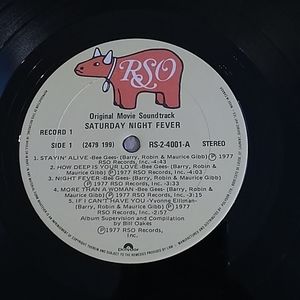 RSO
Original Movie Soundtrack
SATURDAY NIGHT FEVER
RECORD 1
RS-2-4001-A
SIDE 1 (2479 199) STEREO
1. STAYIN' ALIVE -Bee Gees- (Barry, Robin & Maurice Gibb) Ⓟ 1977
RSO Records, Inc.-4:43
2. HOW DEEP IS YOUR LOVE -Bee Gees- (Barry, Robin & Maurice
Gibb) Ⓟ 1977 RSO Records, Inc. -4:03
3. NIGHT FEVER -Bee Gees- (Barry, Robin & Maurice Gibb) Ⓟ 1977
RSO Records, Inc. -3:33
4. MORE THAN A WOMAN -Bee Gees- (Barry, Robin & Maurice
Gibb) Ⓟ 1977 RSO Records, Inc. -3:15
5. IF I CAN'T HAVE YOU -Yvonne Elliman-
(Barry, Robin & Maurice Gibb) Ⓟ 1977
RSO Records, Inc. -2:57
Album Supervision and Compilation
by Bill Oakes
Ⓟ 1977 RSO Records,
Inc.
polydor